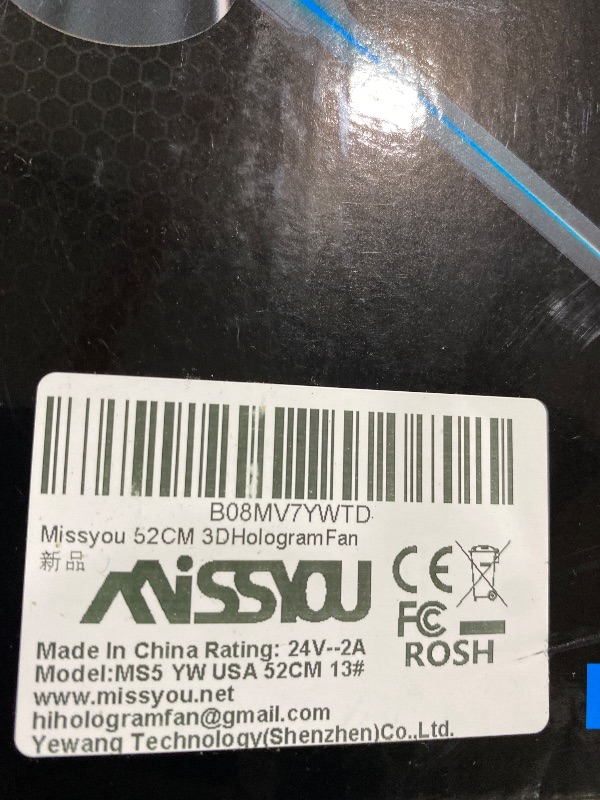 B08MV7YWTD
Missyou 52CM 3DHologramFan
新品
MiSSYOU
CE
FC
ROSH
Made In China Rating: 24V--2A
Model:MS5 YW USA 52CM 13#
www.missyou.net
hihologramfan@gmail.com
Yewang Technology(Shenzhen)Co.,Ltd.